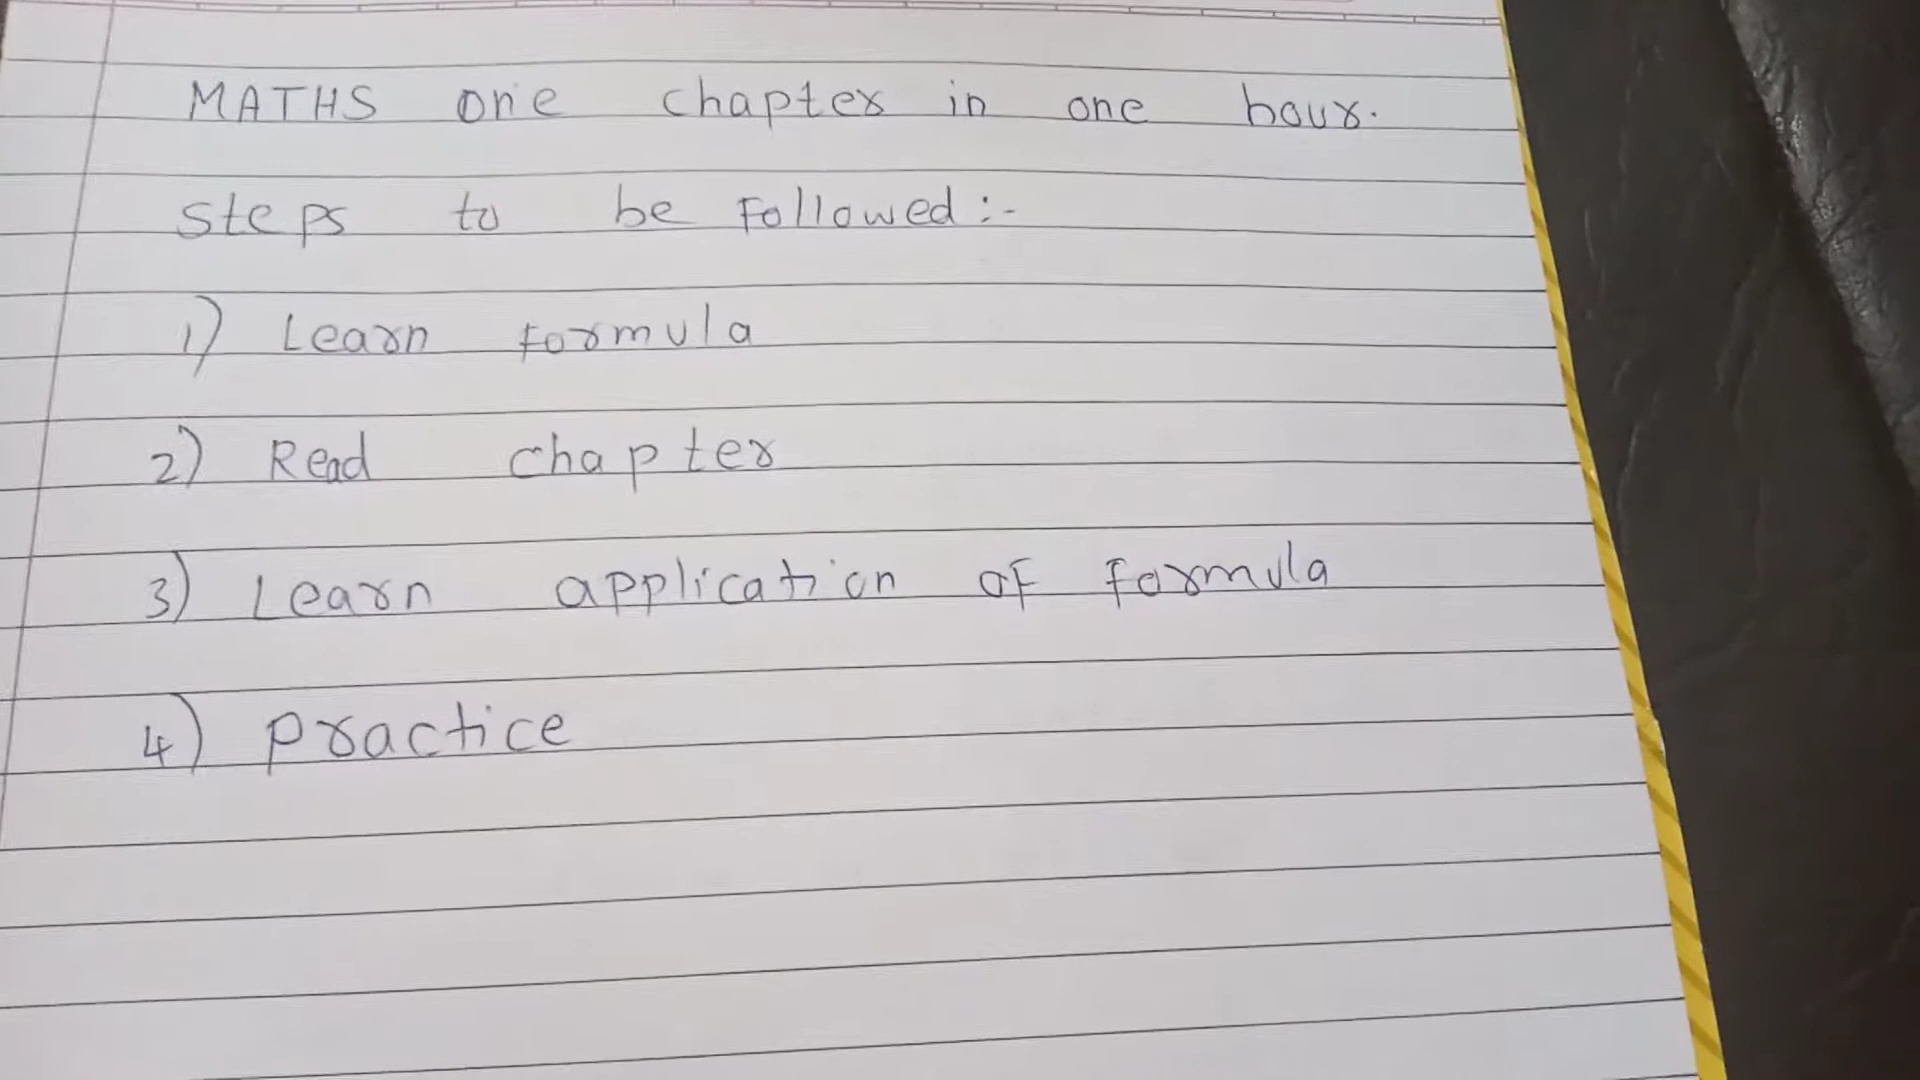 MATHS one chapter in one hour.
steps to be Followed :-
1) Learn formula
2) Read chapter
3) Learn application of formula
4) practice